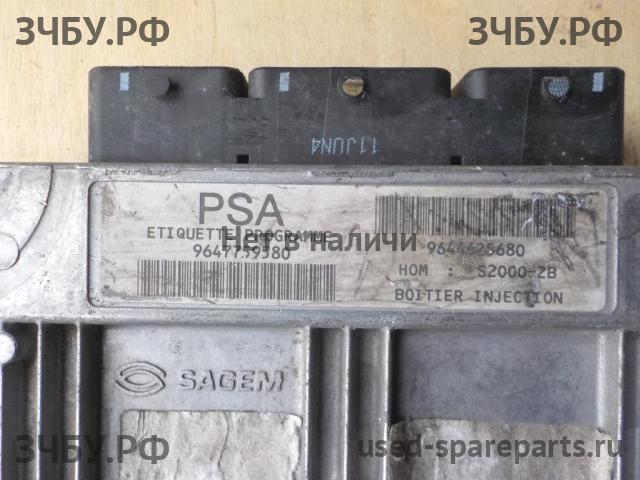 ЗЧБУ.РФ
ЗЧБУ.РФ
11JUN4
PSA
ETIQUETTE PROGRAMME
Нет в наличии
9644625680
HOM : S2000-2B
BOITIER INJECTION
SAGEM
ЗЧБУ.РФ
used-spareparts.ru